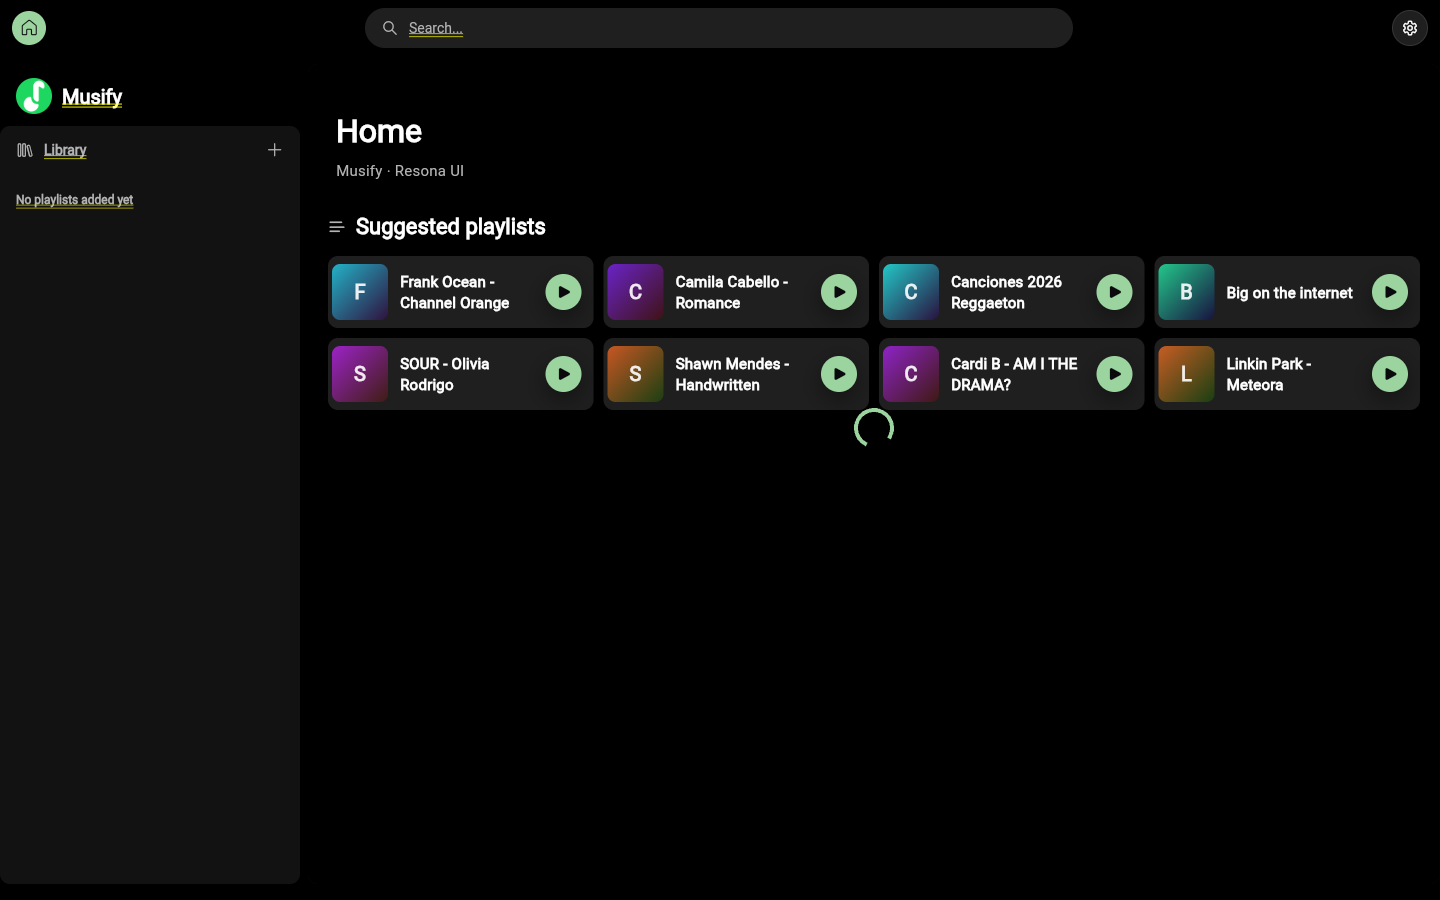 Search...
Musify
Library
No playlists added yet
Home
Musify · Resona UI
Suggested playlists
F
Frank Ocean -
Channel Orange
C
Camila Cabello -
Romance
C
Canciones 2026
Reggaeton
B
Big on the internet
S
SOUR - Olivia
Rodrigo
S
Shawn Mendes -
Handwritten
C
Cardi B - AM I THE
DRAMA?
L
Linkin Park -
Meteora